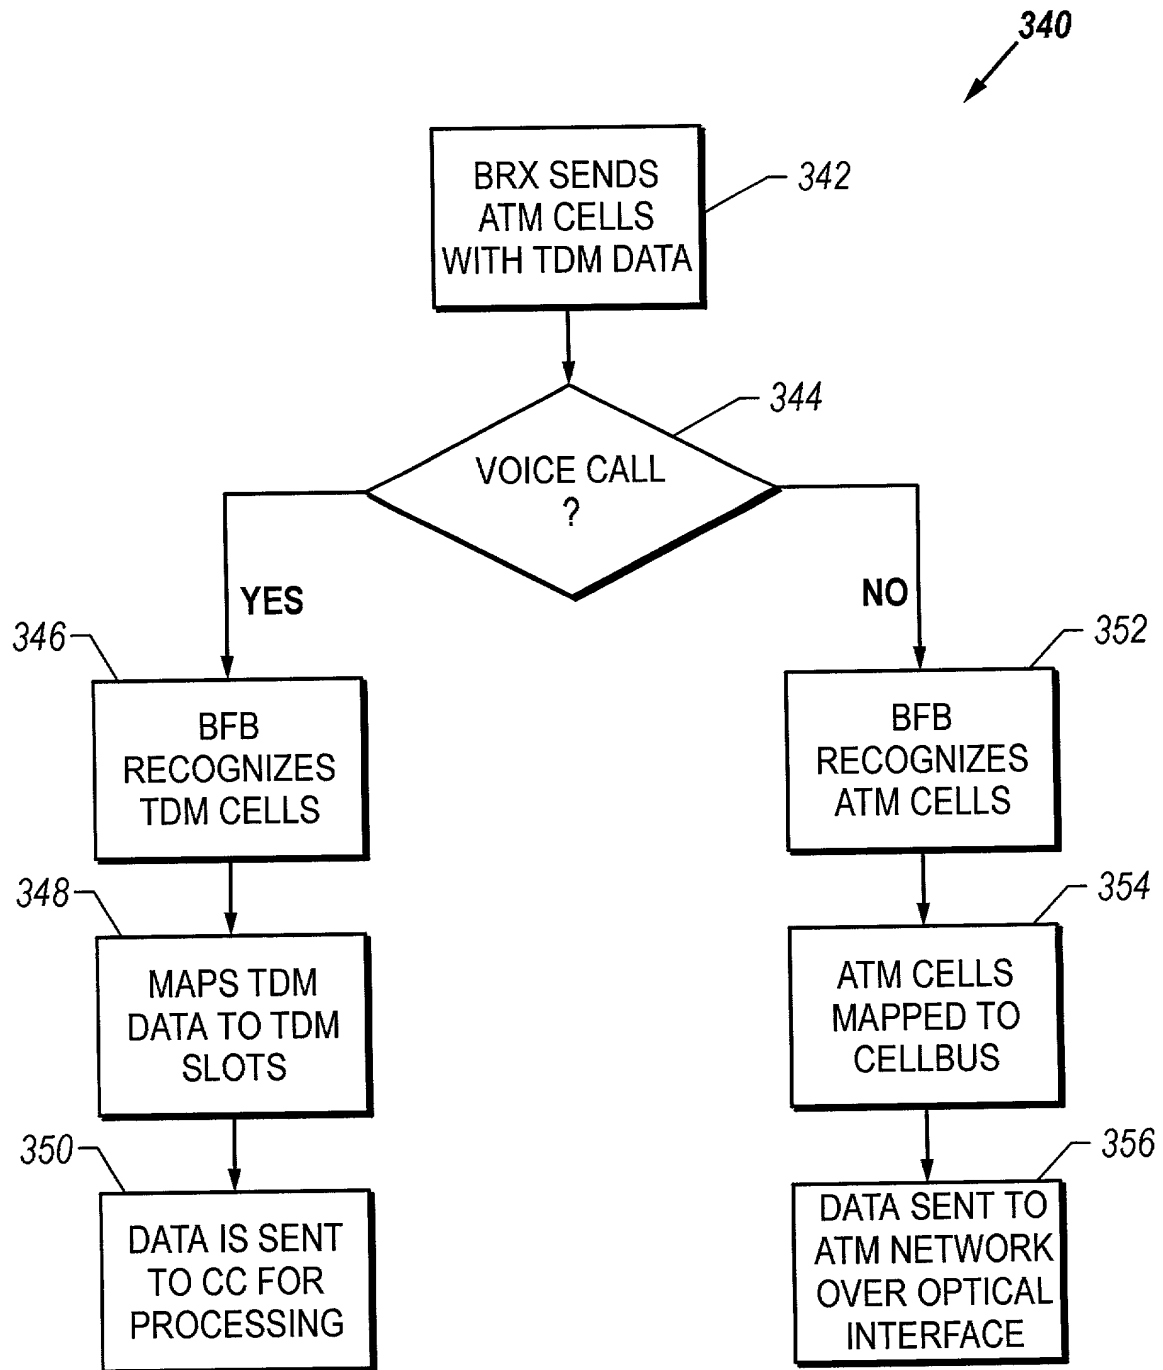 340
BRX SENDS
ATM CELLS
WITH TDM DATA
342
VOICE CALL
?
344
YES
NO
346
BFB
RECOGNIZES
TDM CELLS
352
BFB
RECOGNIZES
ATM CELLS
348
MAPS TDM
DATA TO TDM
SLOTS
354
ATM CELLS
MAPPED TO
CELLBUS
350
DATA IS SENT
TO CC FOR
PROCESSING
356
DATA SENT TO
ATM NETWORK
OVER OPTICAL
INTERFACE